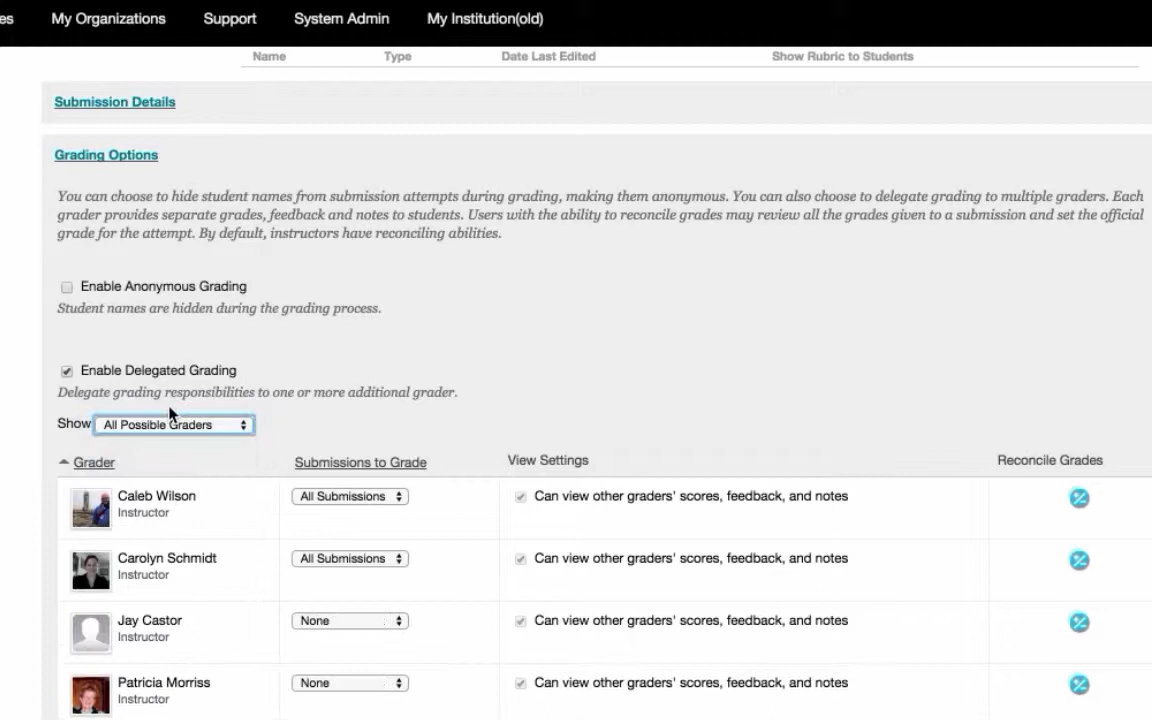 es My Organizations Support System Admin My Institution(old)
Name Type Date Last Edited Show Rubric to Students
Submission Details
Grading Options
You can choose to hide student names from submission attempts during grading, making them anonymous. You can also choose to delegate grading to multiple graders. Each
grader provides separate grades, feedback and notes to students. Users with the ability to reconcile grades may review all the grades given to a submission and set the official
grade for the attempt. By default, instructors have reconciling abilities.
Enable Anonymous Grading
Student names are hidden during the grading process.
Enable Delegated Grading
Delegate grading responsibilities to one or more additional grader.
Show All Possible Graders
Grader Submissions to Grade View Settings Reconcile Grades
Caleb Wilson All Submissions Can view other graders' scores, feedback, and notes
Instructor
Carolyn Schmidt All Submissions Can view other graders' scores, feedback, and notes
Instructor
Jay Castor None Can view other graders' scores, feedback, and notes
Instructor
Patricia Morriss None Can view other graders' scores, feedback, and notes
Instructor